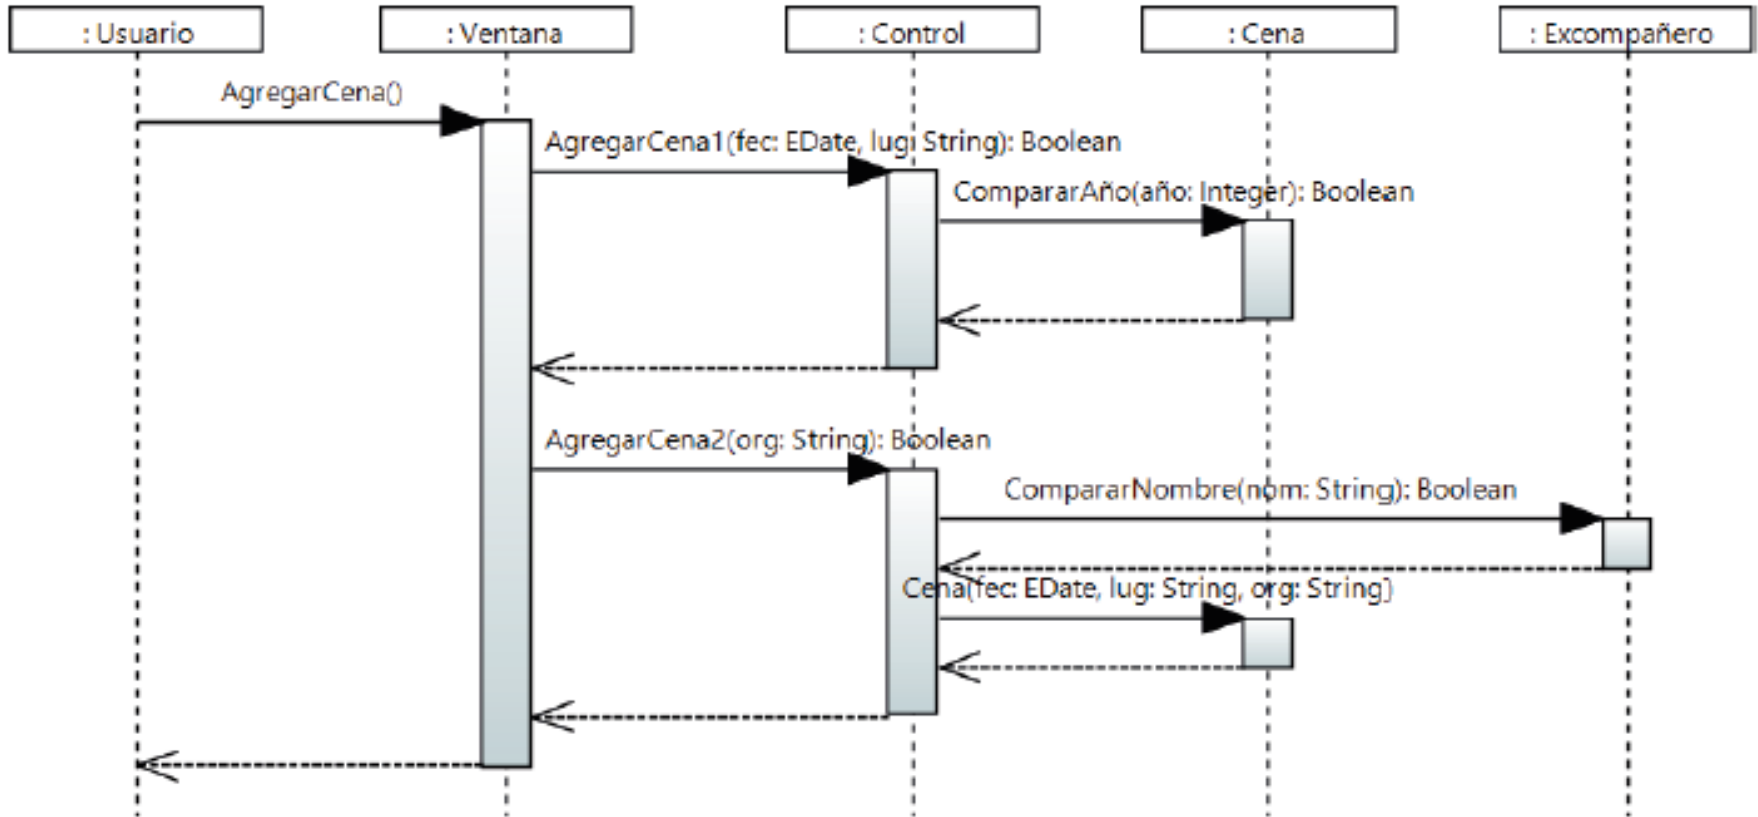 : Usuario
: Ventana
: Control
: Cena
: Excompañero
AgregarCena()
AgregarCena1(fec: EDate, lug: String): Boolean
CompararAño(año: Integer): Boolean
AgregarCena2(org: String): Boolean
CompararNombre(nom: String): Boolean
Cena(fec: EDate, lug: String, org: String)